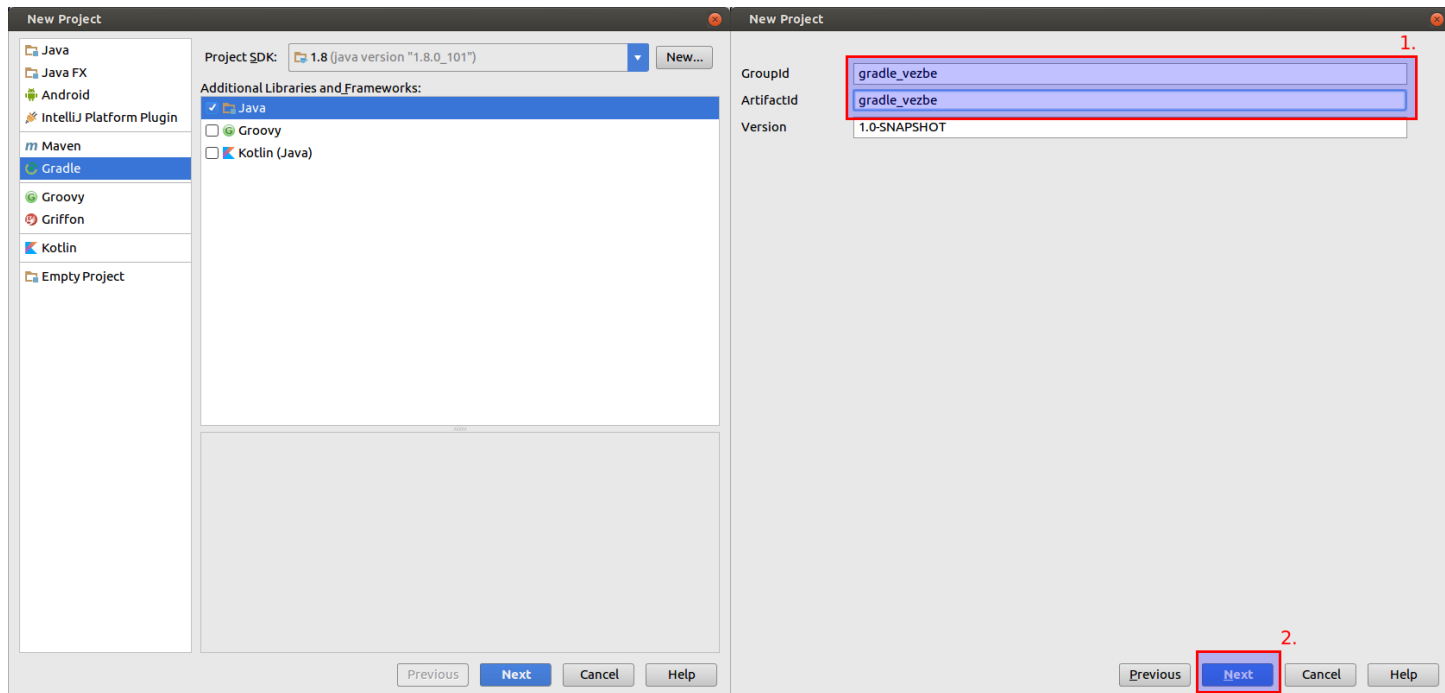 New Project
Java
Java FX
Android
IntelliJ Platform Plugin
m Maven
Gradle
Groovy
Griffon
Kotlin
Empty Project
Project SDK: 1.8 (java version "1.8.0_101") New...
Additional Libraries and Frameworks:
Java
Groovy
Kotlin (Java)
Previous Next Cancel Help
New Project
1.
GroupId gradle_vezbe
ArtifactId gradle_vezbe
Version 1.0-SNAPSHOT
2.
Previous Next Cancel Help